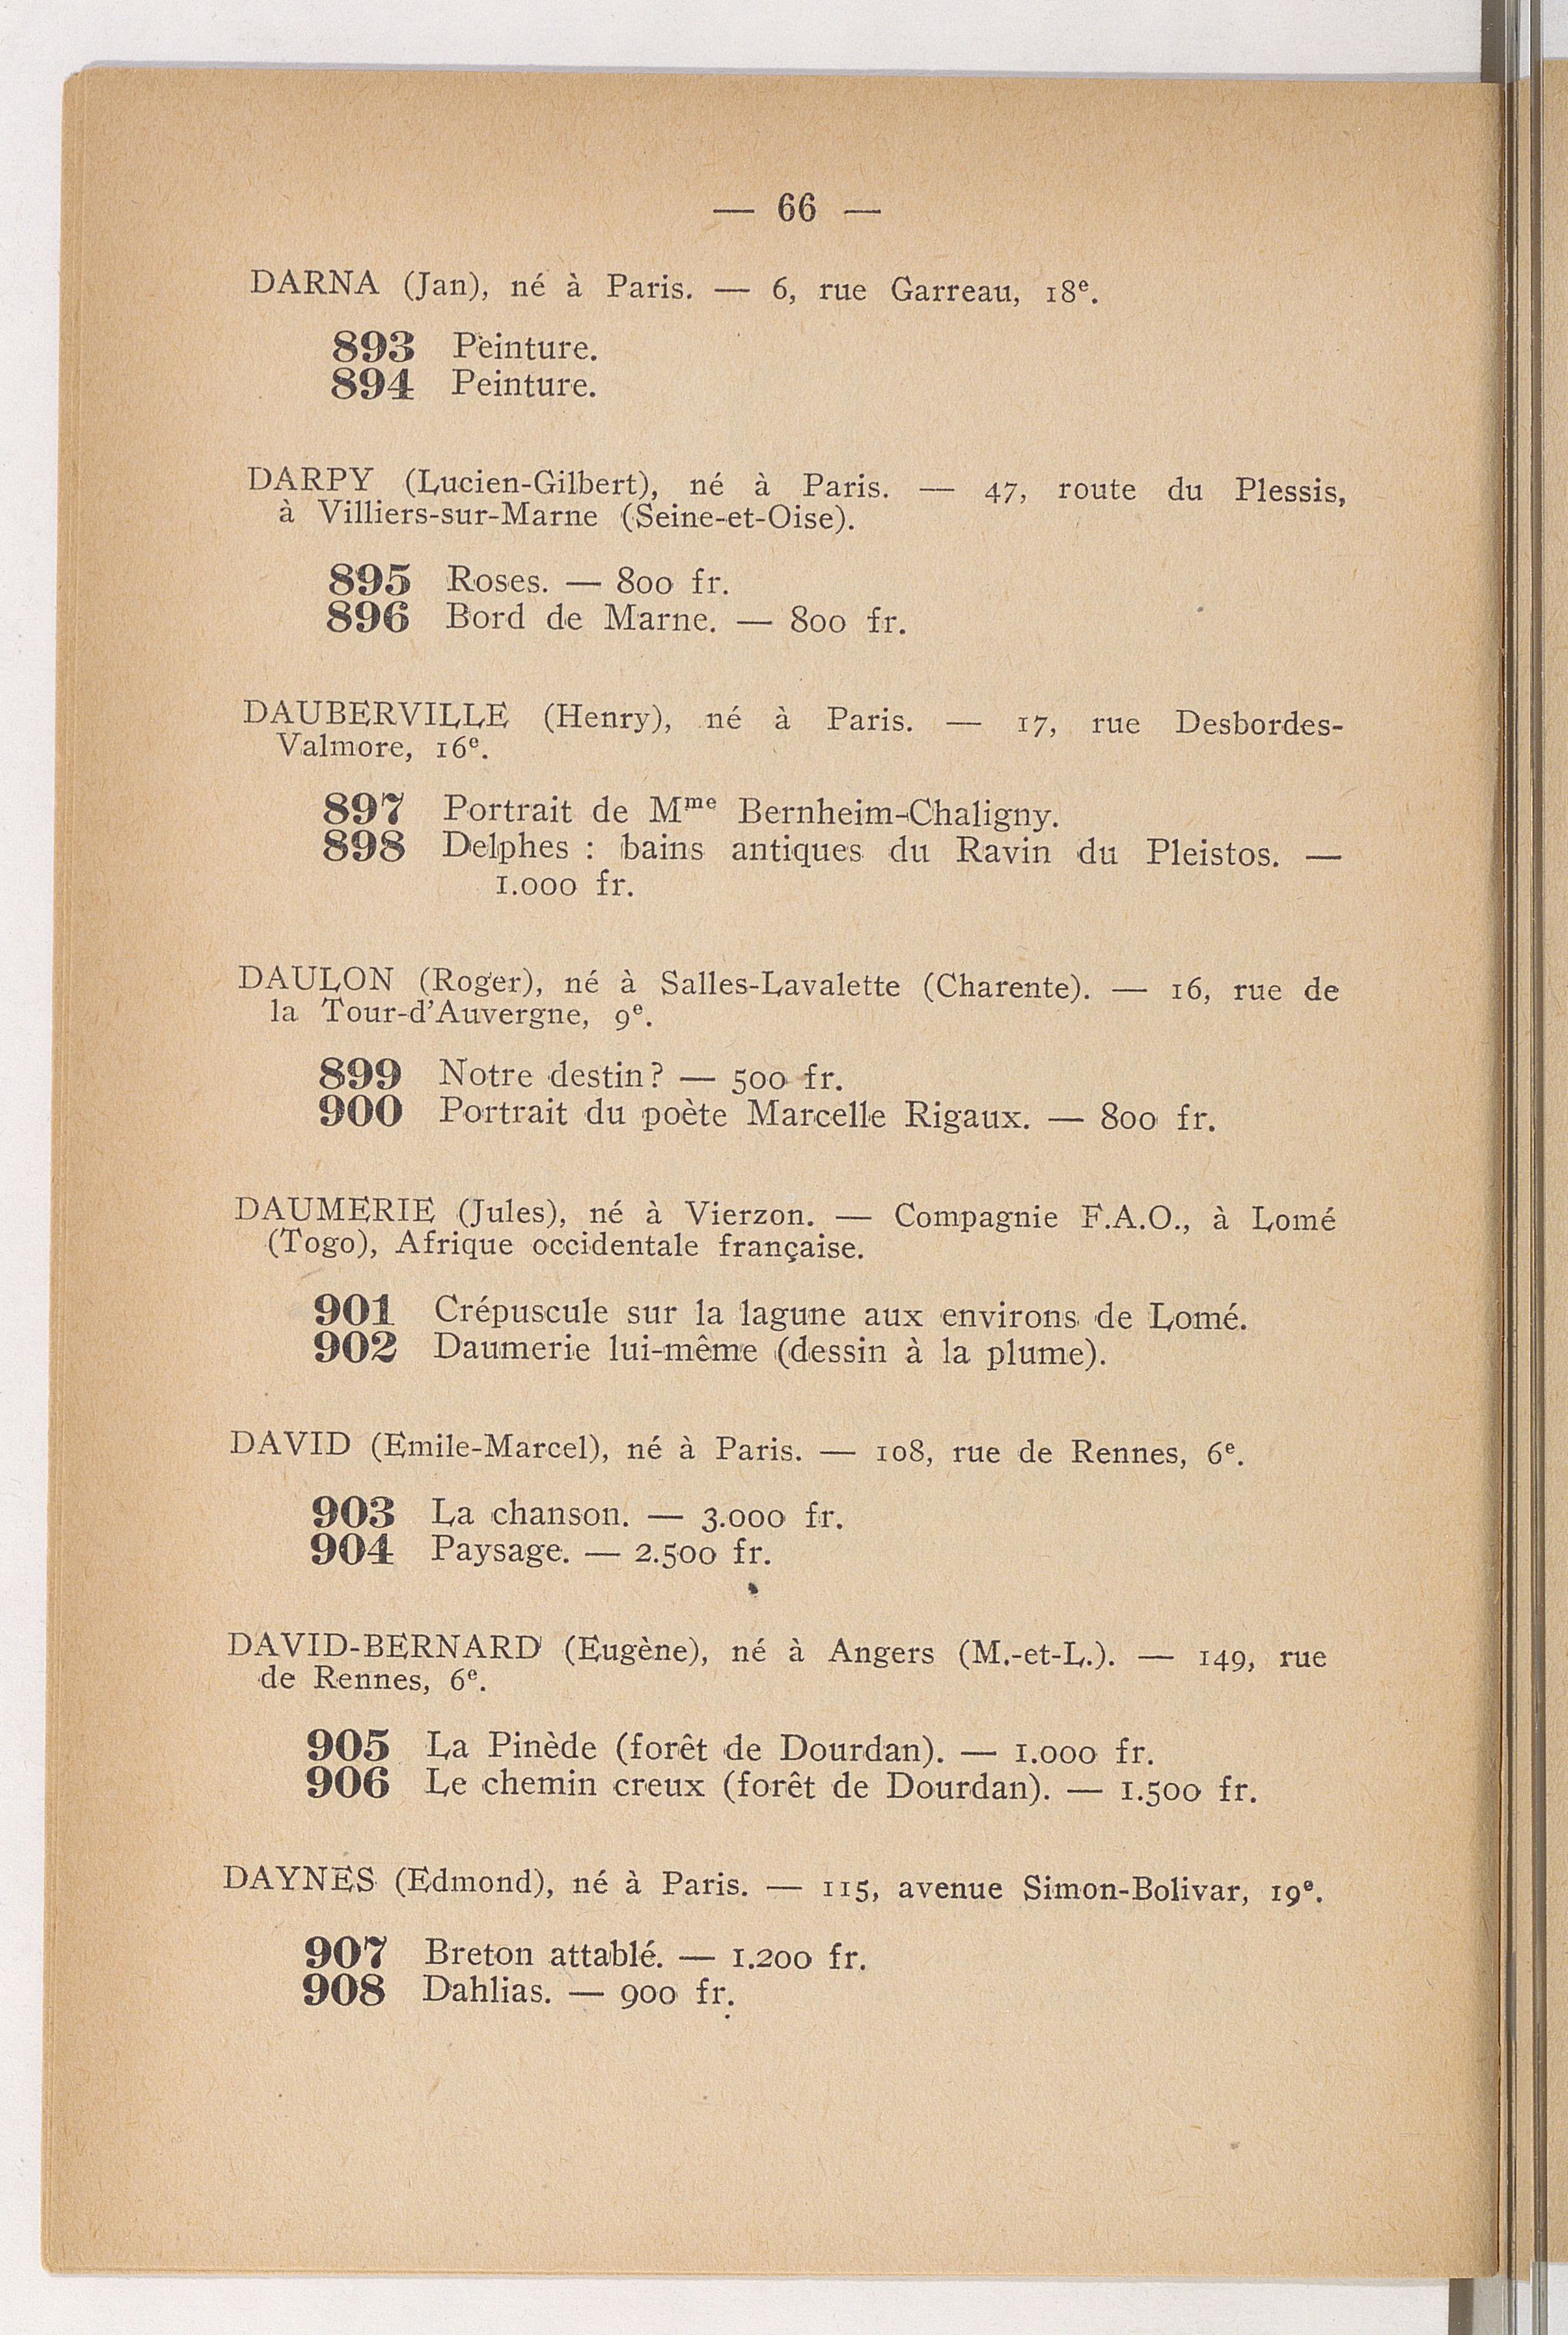 — 66 —
DARNA (Jan), né à Paris. — 6, rue Garreau, 18e.
893 Peinture.
894 Peinture.
DARPY (Lucien-Gilbert), né à Paris. — 47, route du Plessis,
à Villiers-sur-Marne (Seine-et-Oise).
895 Roses. — 800 fr.
896 Bord de Marne. — 800 fr.
DAUBERVILLE (Henry), né à Paris. — 17, rue Desbordes-
Valmore, 16e.
897 Portrait de Mme Bernheim-Chaligny.
898 Delphes : bains antiques du Ravin du Pleistos. —
1.000 fr.
DAULON (Roger), né à Salles-Lavalette (Charente). — 16, rue de
la Tour-d'Auvergne, 9e.
899 Notre destin? — 500 fr.
900 Portrait du poète Marcelle Rigaux. — 800 fr.
DAUMERIE (Jules), né à Vierzon. — Compagnie F.A.O., à Lomé
(Togo), Afrique occidentale française.
901 Crépuscule sur la lagune aux environs de Lomé.
902 Daumerie lui-même (dessin à la plume).
DAVID (Emile-Marcel), né à Paris. — 108, rue de Rennes, 6e.
903 La chanson. — 3.000 fr.
904 Paysage. — 2.500 fr.
DAVID-BERNARD (Eugène), né à Angers (M.-et-L.). — 149, rue
de Rennes, 6e.
905 La Pinède (forêt de Dourdan). — 1.000 fr.
906 Le chemin creux (forêt de Dourdan). — 1.500 fr.
DAYNES (Edmond), né à Paris. — 115, avenue Simon-Bolivar, 19e.
907 Breton attablé. — 1.200 fr.
908 Dahlias. — 900 fr.